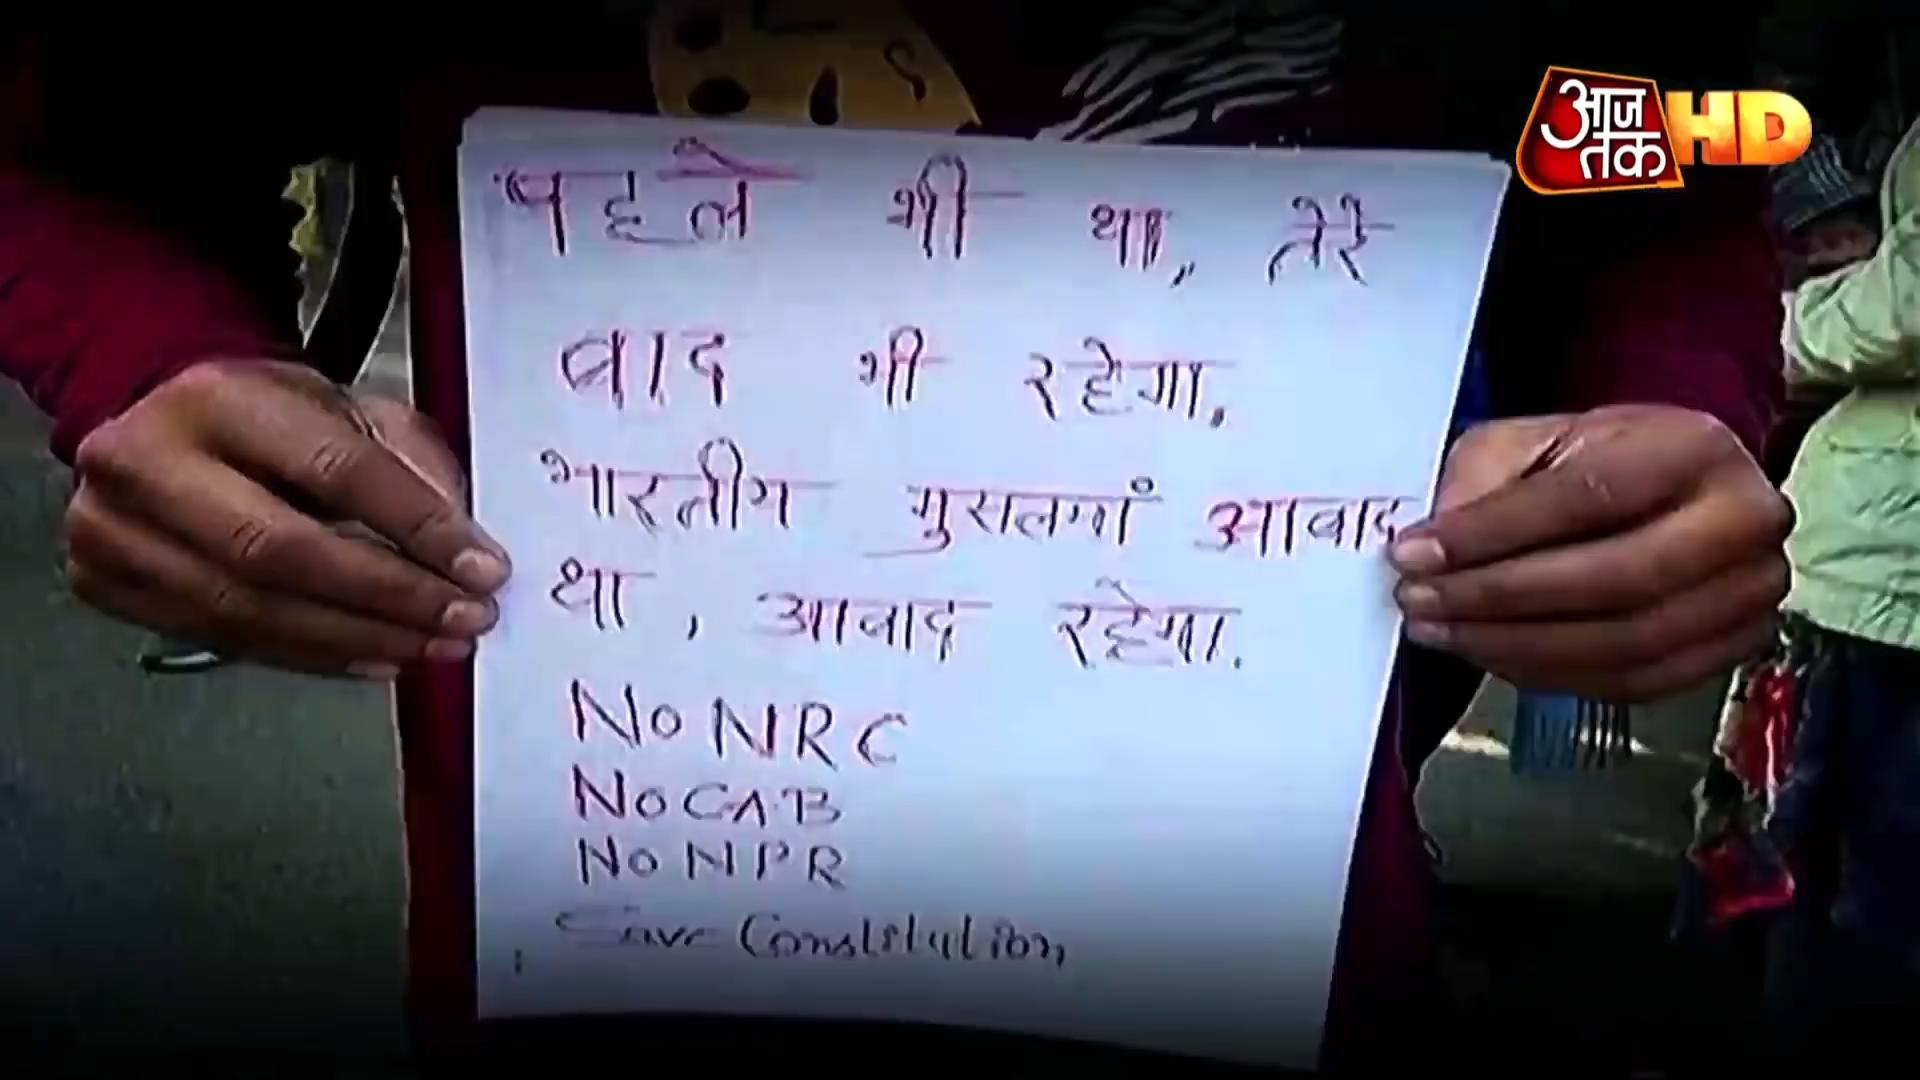 आज तक HD
"पहले भी था, तेरे
बाद भी रहेगा,
भारतीय मुसलमां आबाद
था, आबाद रहेगा.
No NRC
No CAB
No NPR
Save Constitution